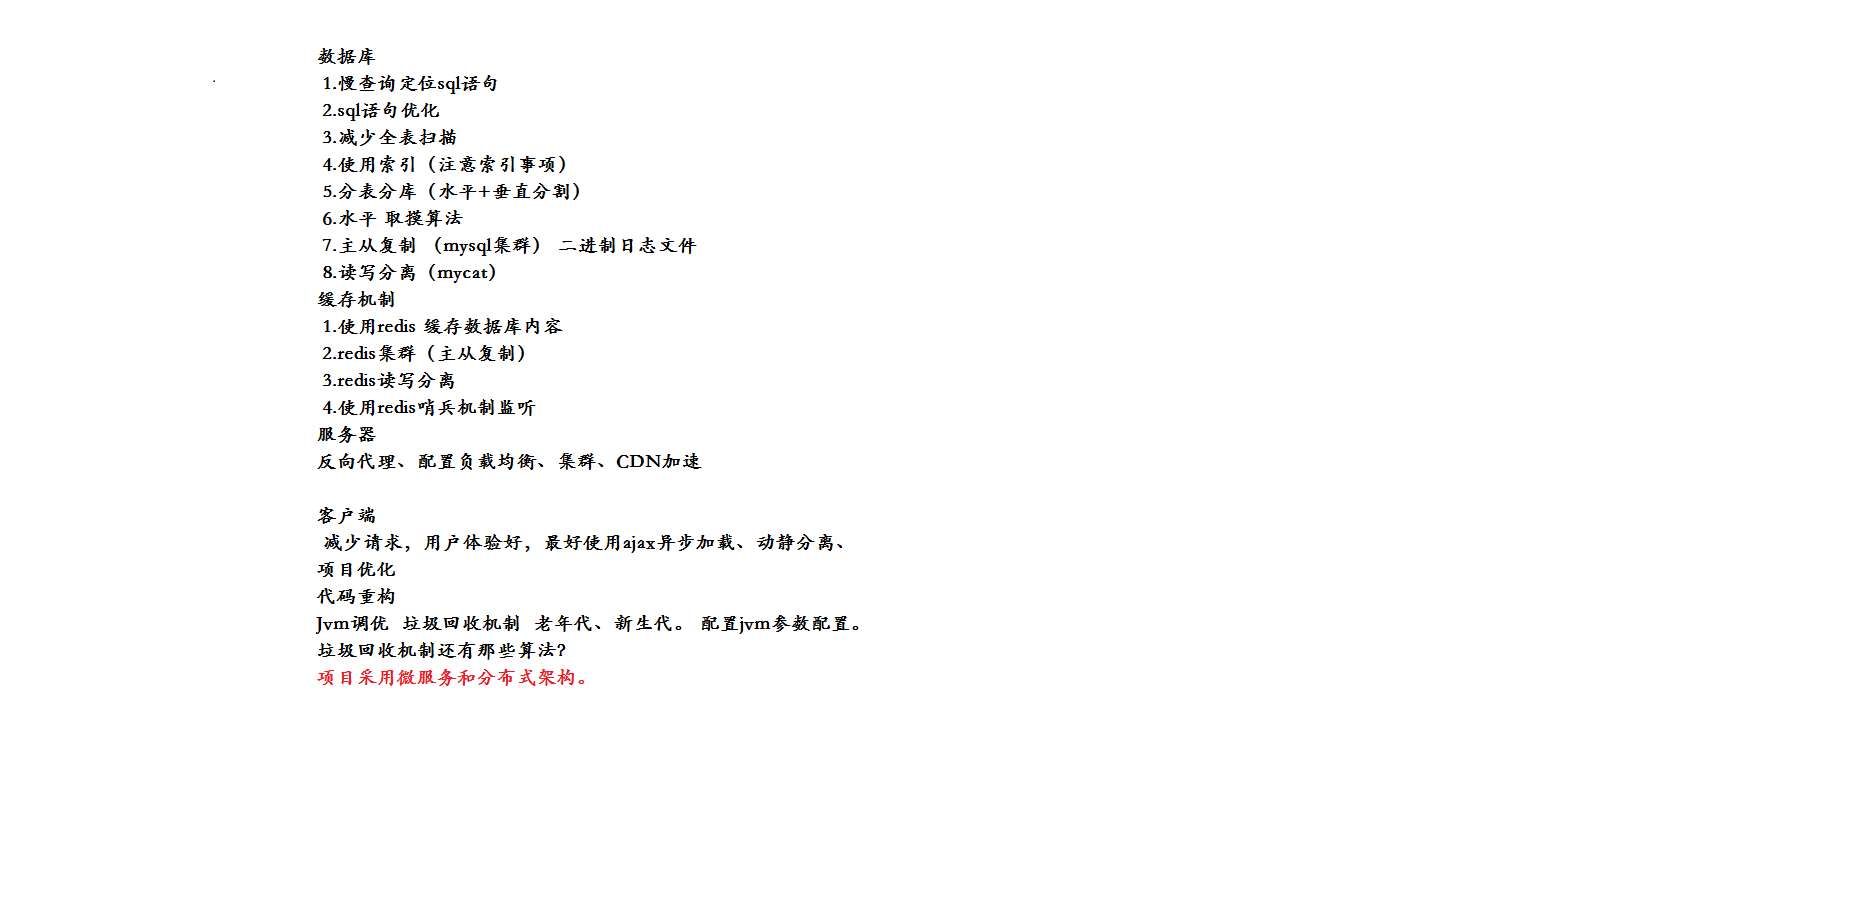 数据库
1.慢查询定位sql语句
2.sql语句优化
3.减少全表扫描
4.使用索引（注意索引事项）
5.分表分库（水平+垂直分割）
6.水平 取摸算法
7.主从复制 （mysql集群） 二进制日志文件
8.读写分离（mycat）
缓存机制
1.使用redis 缓存数据库内容
2.redis集群（主从复制）
3.redis读写分离
4.使用redis哨兵机制监听
服务器
反向代理、配置负载均衡、集群、CDN加速
客户端
减少请求，用户体验好，最好使用ajax异步加载、动静分离、
项目优化
代码重构
Jvm调优 垃圾回收机制 老年代、新生代。 配置jvm参数配置。
垃圾回收机制还有那些算法?
项目采用微服务和分布式架构。